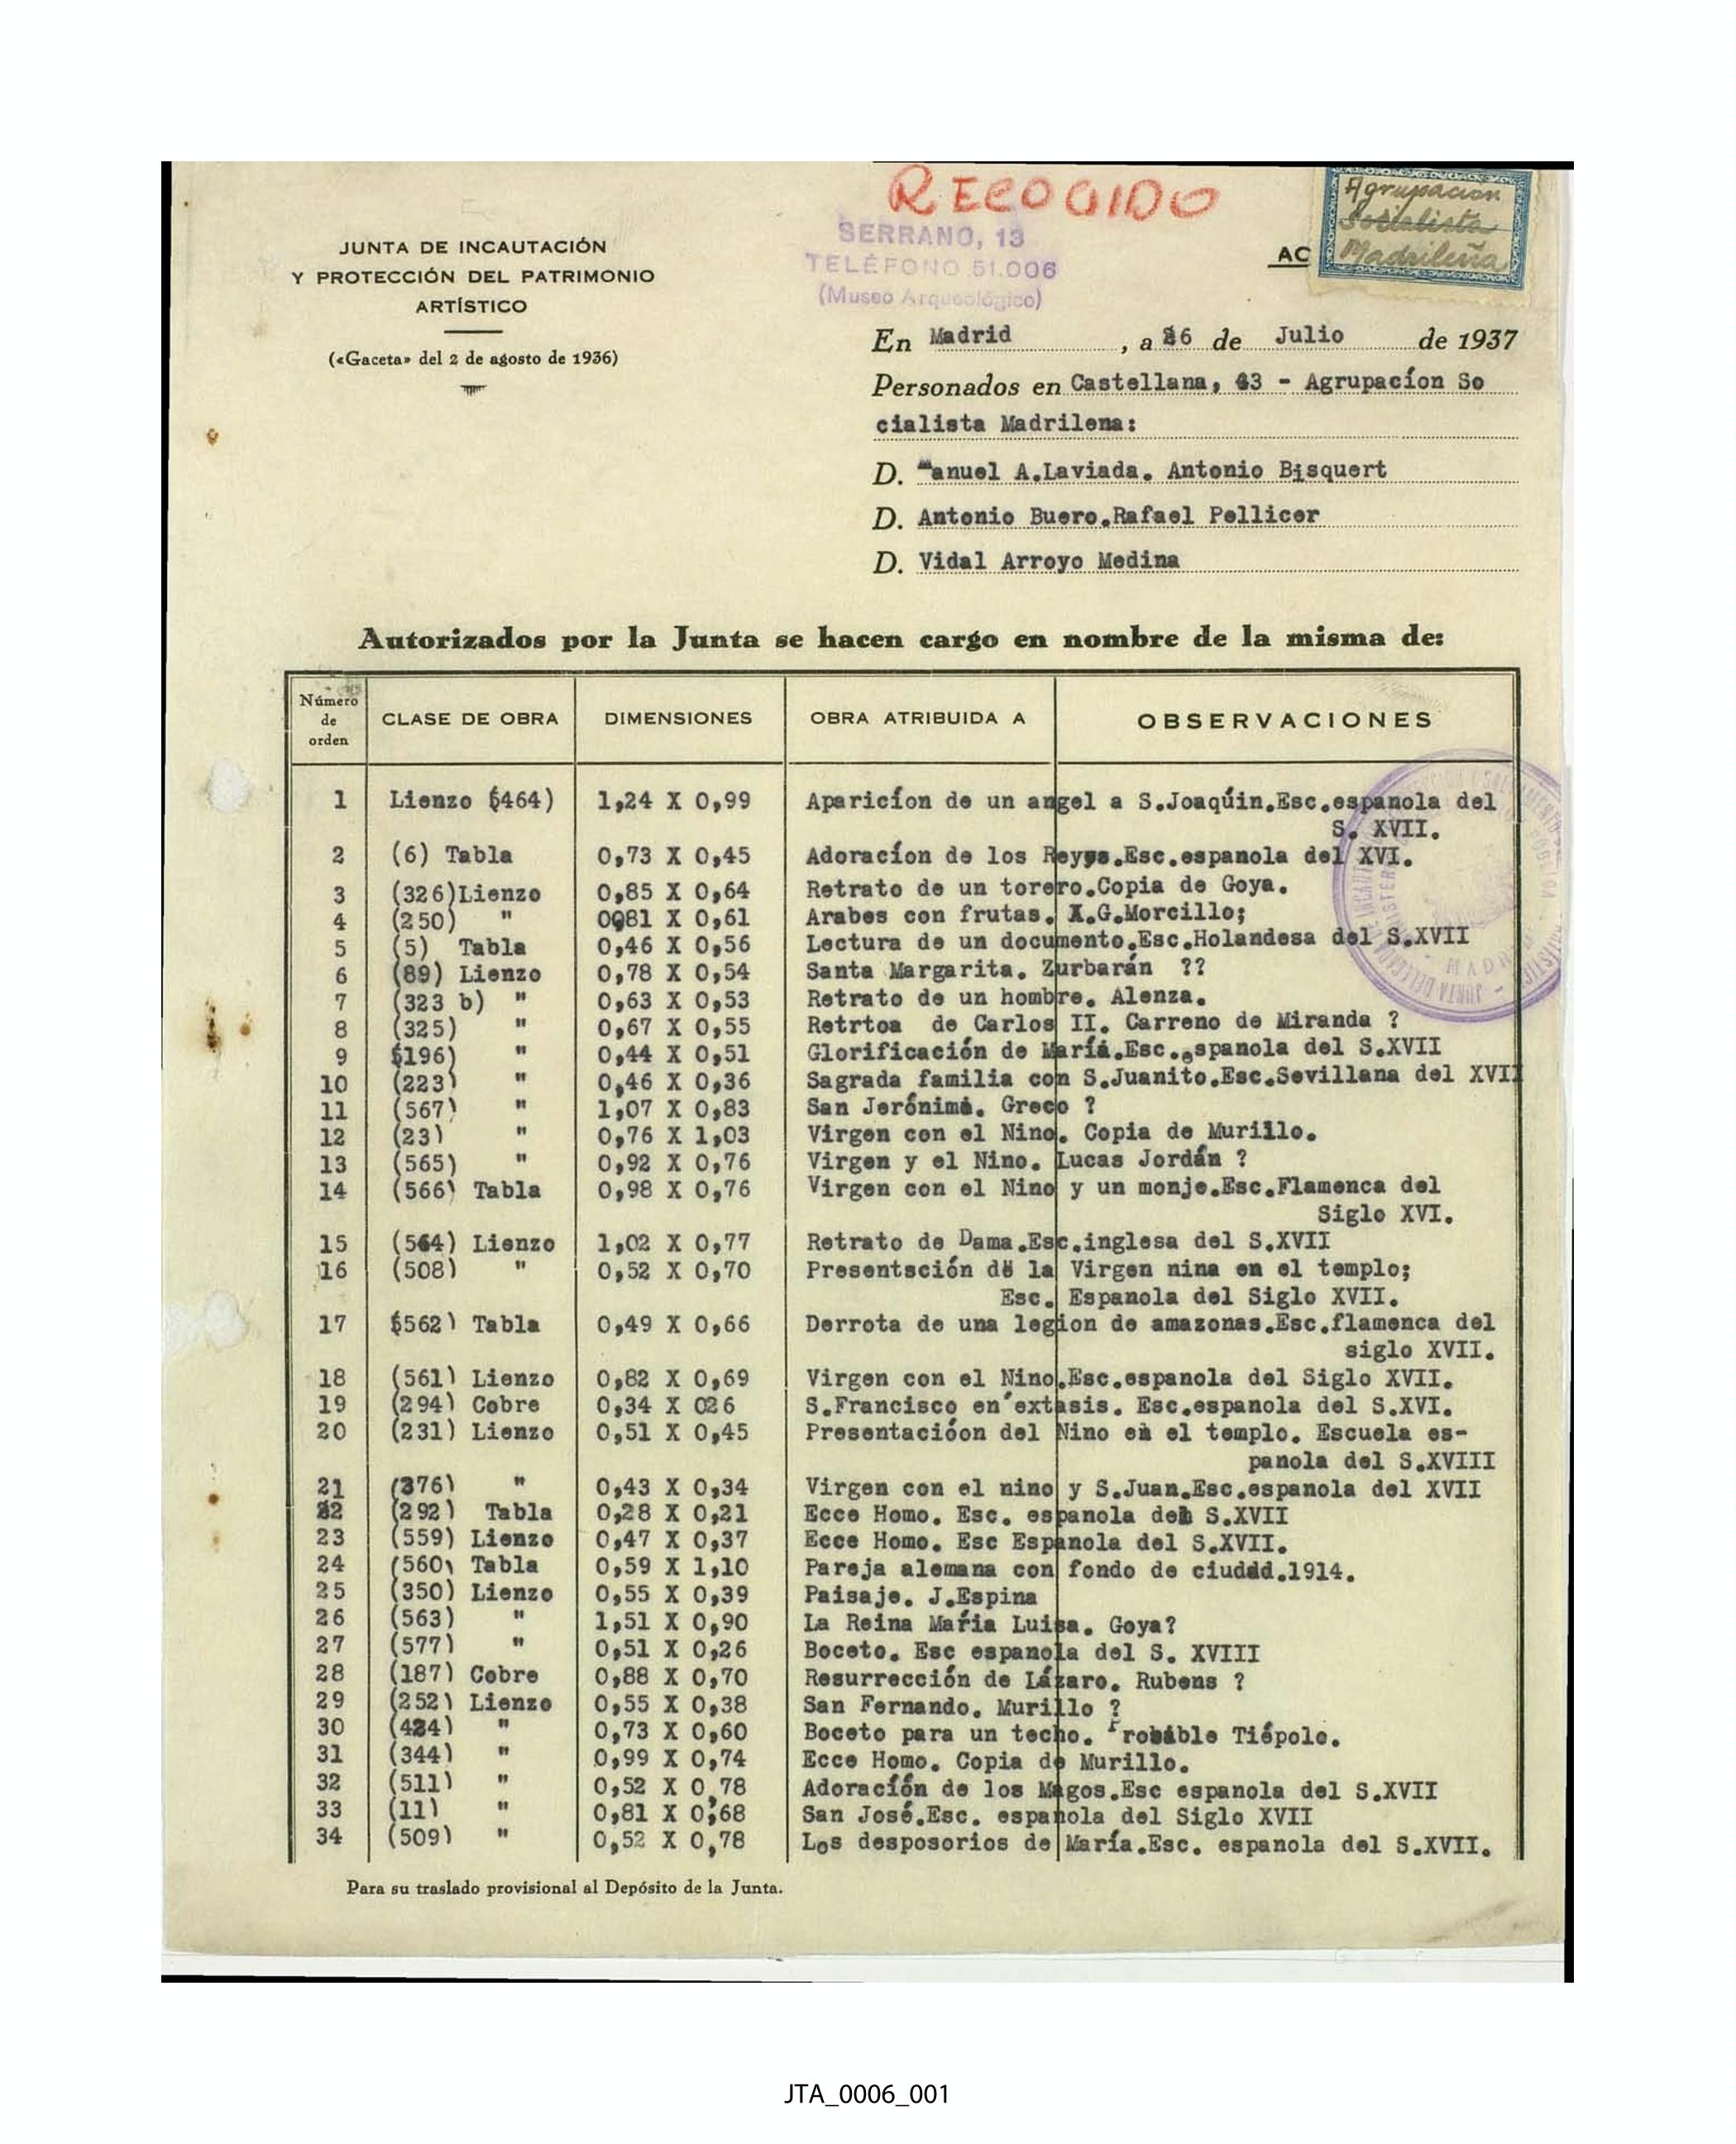 RECOGIDO
SERRANO, 13
TELÉFONO 51.006
(Museo Arqueológico)
Agrupacion
Socialista
Madrileña
AC
JUNTA DE INCAUTACIÓN
Y PROTECCIÓN DEL PATRIMONIO
ARTÍSTICO
(«Gaceta» del 2 de agosto de 1936)
En Madrid , a 26 de Julio de 1937
Personados en Castellana, 43 - Agrupacíon So
cialista Madrilena:
D. Manuel A.Laviada. Antonio Bisquert
D. Antonio Buero.Rafael Pellicer
D. Vidal Arroyo Medina
Autorizados por la Junta se hacen cargo en nombre de la misma de:
Número de orden CLASE DE OBRA DIMENSIONES OBRA ATRIBUIDA A OBSERVACIONES
1 Lienzo (464) 1,24 X 0,99 Aparicíon de un angel a S.Joaqúin.Esc.espanola del
S. XVII.
2 (6) Tabla 0,73 X 0,45 Adoracíon de los Reyes.Esc.espanola del XVI.
3 (326)Lienzo 0,85 X 0,64 Retrato de un torero.Copia de Goya.
4 (250) " 0981 X 0,61 Arabes con frutas. X.G.Morcillo;
5 (5) Tabla 0,46 X 0,56 Lectura de un documento.Esc.Holandesa del S.XVII
6 (89) Lienzo 0,78 X 0,54 Santa Margarita. Zurbarán ??
7 (323 b) " 0,63 X 0,53 Retrato de un hombre. Alenza.
8 (325) " 0,67 X 0,55 Retrtoa de Carlos II. Carreno de Miranda ?
9 $196) " 0,44 X 0,51 Glorificación de María.Esc.espanola del S.XVII
10 (223) " 0,46 X 0,36 Sagrada familia con S.Juanito.Esc.Sevillana del XVII
11 (567) " 1,07 X 0,83 San Jerónimo. Greco ?
12 (23) " 0,76 X 1,03 Virgen con el Nino. Copia de Murillo.
13 (565) " 0,92 X 0,76 Virgen y el Nino. Lucas Jordán ?
14 (566) Tabla 0,98 X 0,76 Virgen con el Nino y un monje.Esc.Flamenca del
Siglo XVI.
15 (564) Lienzo 1,02 X 0,77 Retrato de Dama.Esc.inglesa del S.XVII
16 (508) " 0,52 X 0,70 Presentsción de la Virgen nina en el templo;
Esc. Espanola del Siglo XVII.
17 $562) Tabla 0,49 X 0,66 Derrota de una legion de amazonas.Esc.flamenca del
siglo XVII.
18 (561) Lienzo 0,82 X 0,69 Virgen con el Nino.Esc.espanola del Siglo XVII.
19 (294) Cobre 0,34 X 026 S.Francisco en ́extasis. Esc.espanola del S.XVI.
20 (231) Lienzo 0,51 X 0,45 Presentacióon del Nino en el templo. Escuela es-
panola del S.XVIII
21 (376) " 0,43 X 0,34 Virgen con el nino y S.Juan.Esc.espanola del XVII
22 (292) Tabla 0,28 X 0,21 Ecce Homo. Esc. espanola del S.XVII
23 (559) Lienzo 0,47 X 0,37 Ecce Homo. Esc Espanola del S.XVII.
24 (560) Tabla 0,59 X 1,10 Pareja alemana con fondo de ciudad.1914.
25 (350) Lienzo 0,55 X 0,39 Paisaje. J.Espina
26 (563) " 1,51 X 0,90 La Reina Maŕia Luisa. Goya?
27 (577) " 0,51 X 0,26 Boceto. Esc espanola del S. XVIII
28 (187) Cobre 0,88 X 0,70 Resurrección de Lázaro. Rubens ?
29 (252) Lienzo 0,55 X 0,38 San Fernando. Murillo ?
30 (424) " 0,73 X 0,60 Boceto para un techo. Probable Tiépolo.
31 (344) " 0,99 X 0,74 Ecce Homo. Copia de Murillo.
32 (511) " 0,52 X 0,78 Adoración de los Magos.Esc espanola del S.XVII
33 (11) " 0,81 X 0,68 San José.Esc. espanola del Siglo XVII
34 (509) " 0,52 X 0,78 Los desposorios de María.Esc. espanola del S.XVII.
Para su traslado provisional al Depósito de la Junta.
JTA_0006_001